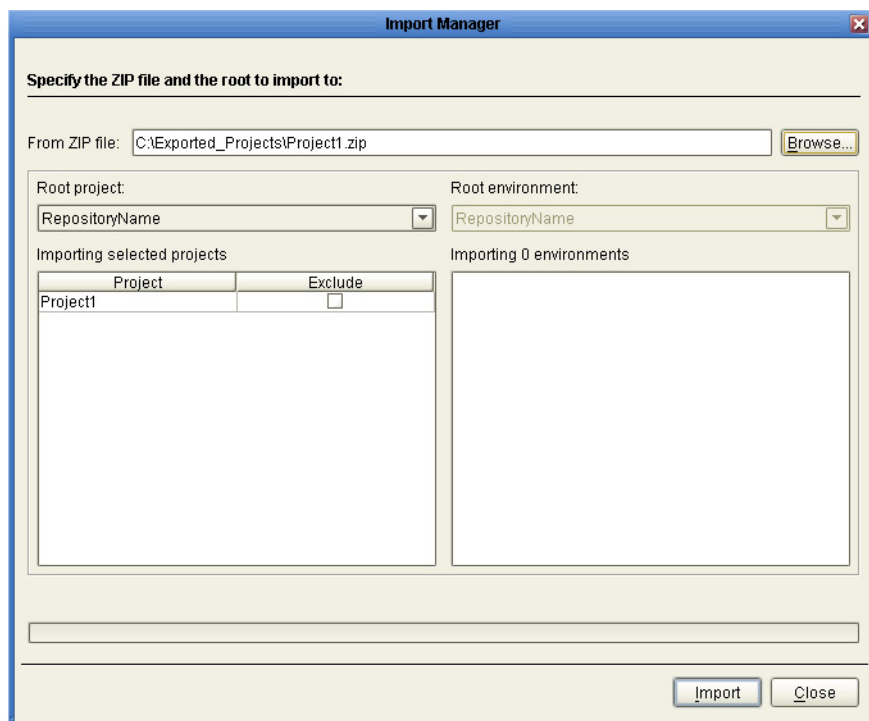 Import Manager
Specify the ZIP file and the root to import to:
From ZIP file: C:\Exported_Projects\Project1.zip Browse...
Root project: Root environment:
RepositoryName RepositoryName
Importing selected projects Importing 0 environments
Project Exclude
Project1
Import Close